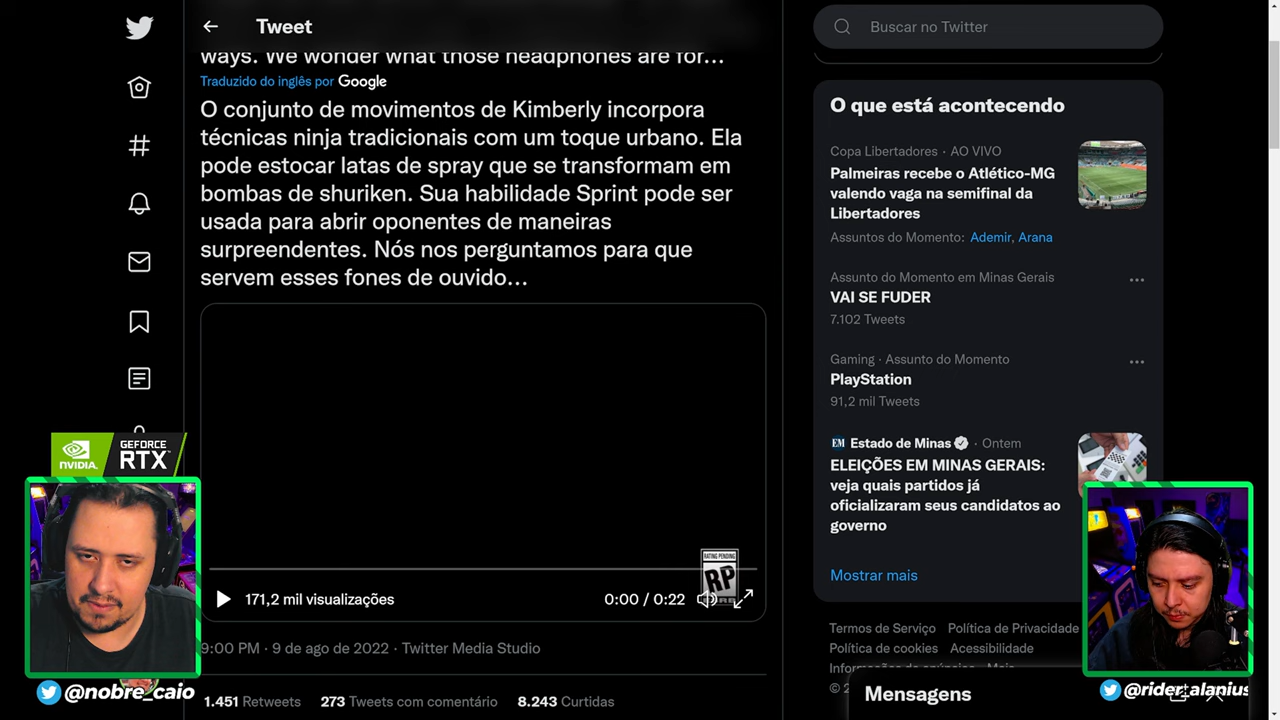 Tweet
Buscar no Twitter
ways. We wonder what those headphones are for...
Traduzido do inglês por Google
O conjunto de movimentos de Kimberly incorpora
técnicas ninja tradicionais com um toque urbano. Ela
pode estocar latas de spray que se transformam em
bombas de shuriken. Sua habilidade Sprint pode ser
usada para abrir oponentes de maneiras
surpreendentes. Nós nos perguntamos para que
servem esses fones de ouvido...
RATING PENDING
RP
171,2 mil visualizações
0:00 / 0:22
9:00 PM · 9 de ago de 2022 · Twitter Media Studio
1.451 Retweets 273 Tweets com comentário 8.243 Curtidas
O que está acontecendo
Copa Libertadores · AO VIVO
Palmeiras recebe o Atlético-MG
valendo vaga na semifinal da
Libertadores
Assuntos do Momento: Ademir, Arana
Assunto do Momento em Minas Gerais
VAI SE FUDER
7.102 Tweets
Gaming · Assunto do Momento
PlayStation
91,2 mil Tweets
EM Estado de Minas · Ontem
ELEIÇÕES EM MINAS GERAIS:
veja quais partidos já
oficializaram seus candidatos ao
governo
Mostrar mais
Termos de Serviço Política de Privacidade
Política de cookies Acessibilidade
Mensagens
NVIDIA.
GEFORCE
RTX
@nobre_caio
@rider_alanius